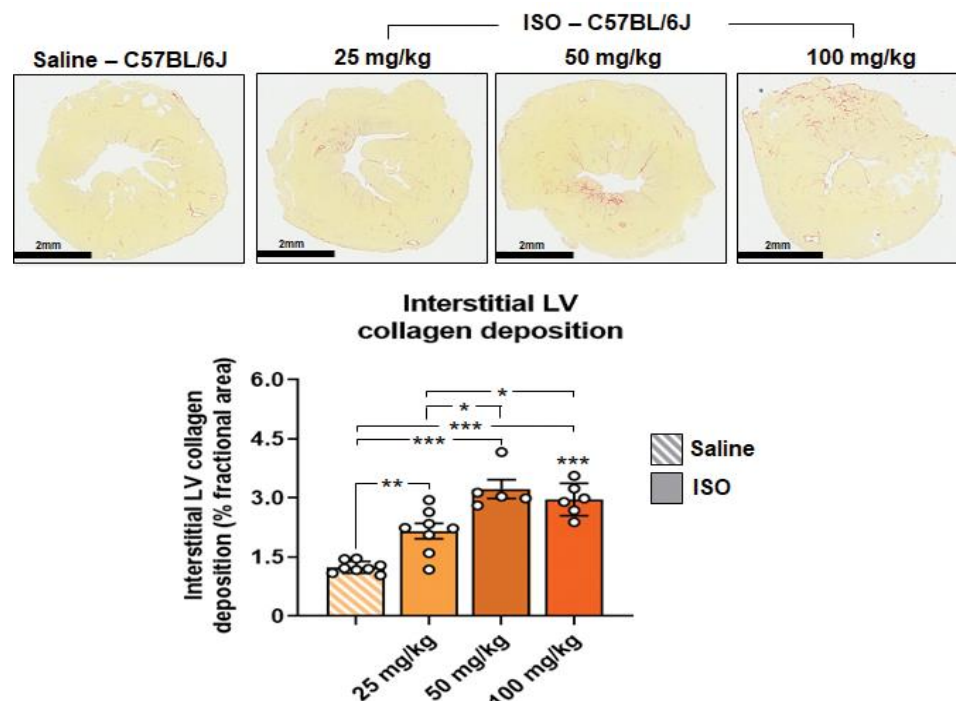 ISO – C57BL/6J
Saline – C57BL/6J
25 mg/kg
50 mg/kg
100 mg/kg
2mm
2mm
2mm
2mm
Interstitial LV
collagen deposition
Interstitial LV collagen
deposition (% fractional area)
6.0
4.5
3.0
1.5
0
*
*
***
***
**
***
Saline
ISO
25 mg/kg
50 mg/kg
100 mg/kg